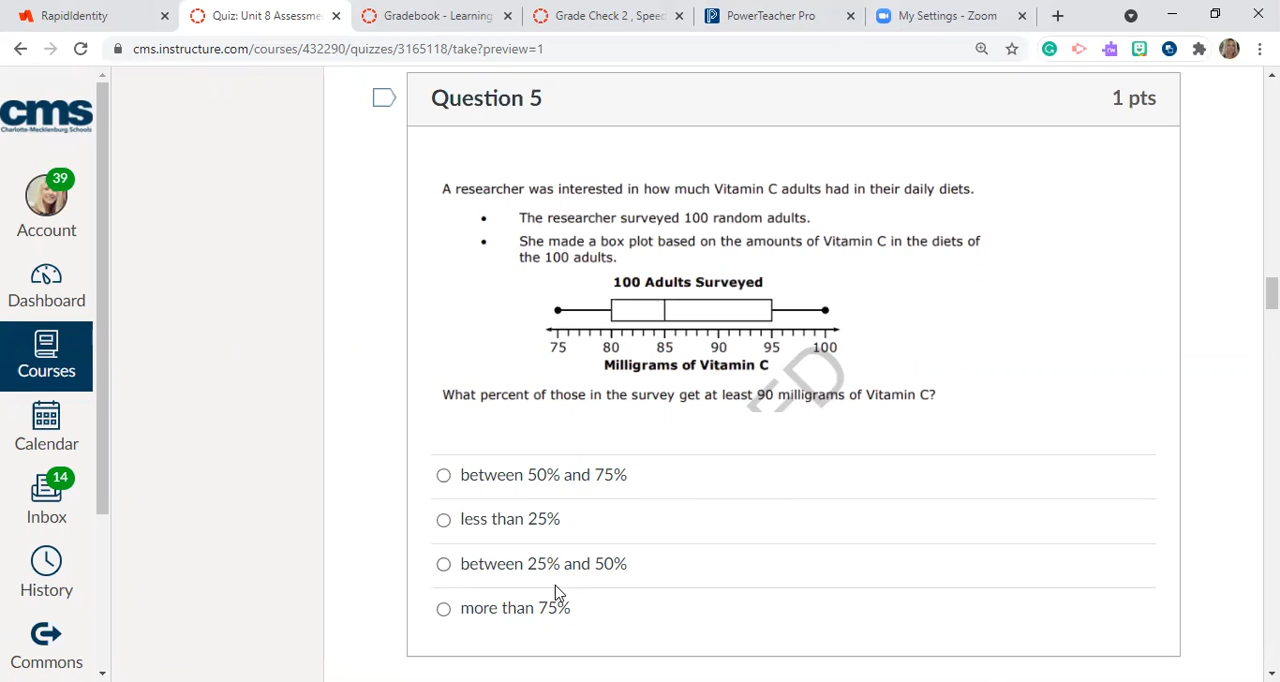 RapidIdentity
Quiz: Unit 8 Assessme
Gradebook - Learning
Grade Check 2 , Spee
PowerTeacher Pro
My Settings - Zoom
cms.instructure.com/courses/432290/quizzes/3165118/take?preview=1
cms
Charlotte-Mecklenburg Schools
39
Account
Dashboard
Courses
Calendar
14
Inbox
History
Commons
Question 5
1 pts
A researcher was interested in how much Vitamin C adults had in their daily diets.
• The researcher surveyed 100 random adults.
• She made a box plot based on the amounts of Vitamin C in the diets of
the 100 adults.
100 Adults Surveyed
75 80 85 90 95 100
Milligrams of Vitamin C
What percent of those in the survey get at least 90 milligrams of Vitamin C?
between 50% and 75%
less than 25%
between 25% and 50%
more than 75%